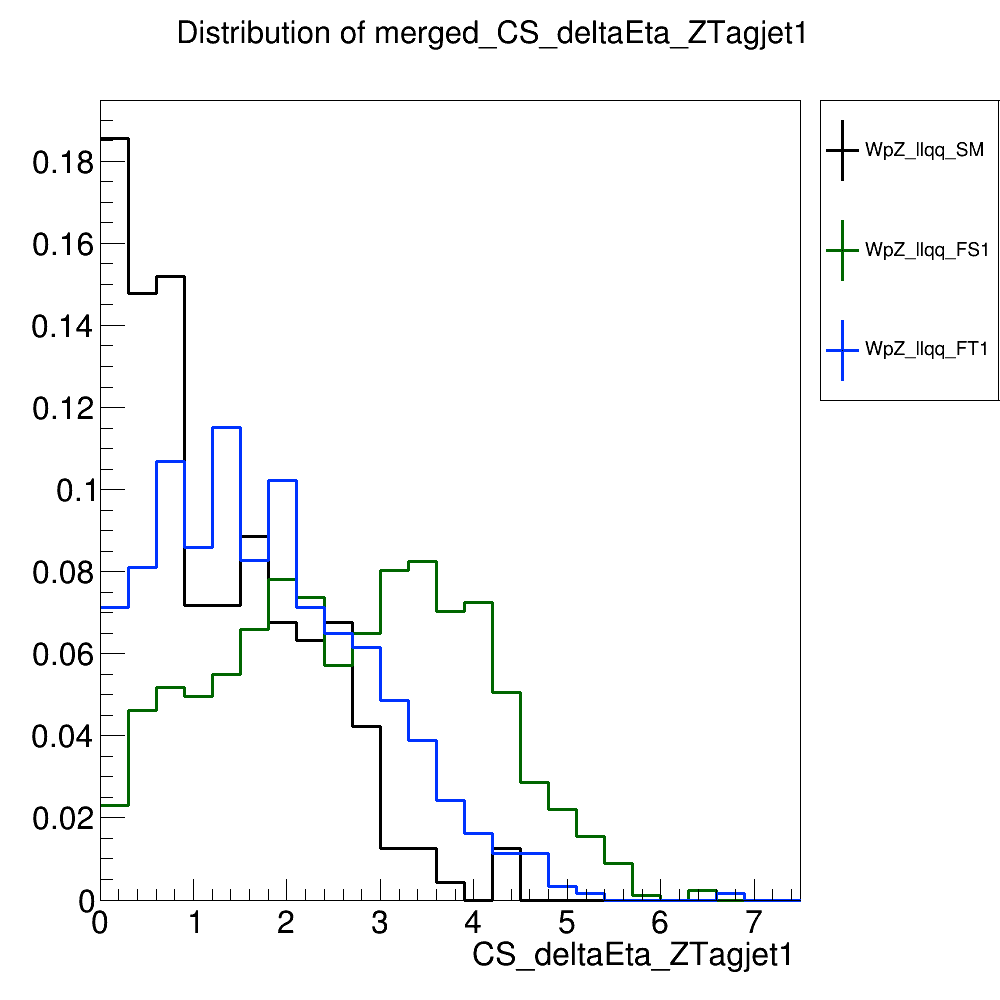 Distribution of merged_CS_deltaEta_ZTagjet1
WpZ_llqq_SM
WpZ_llqq_FS1
WpZ_llqq_FT1
0.18
0.16
0.14
0.12
0.1
0.08
0.06
0.04
0.02
0
0 1 2 3 4 5 6 7
CS_deltaEta_ZTagjet1